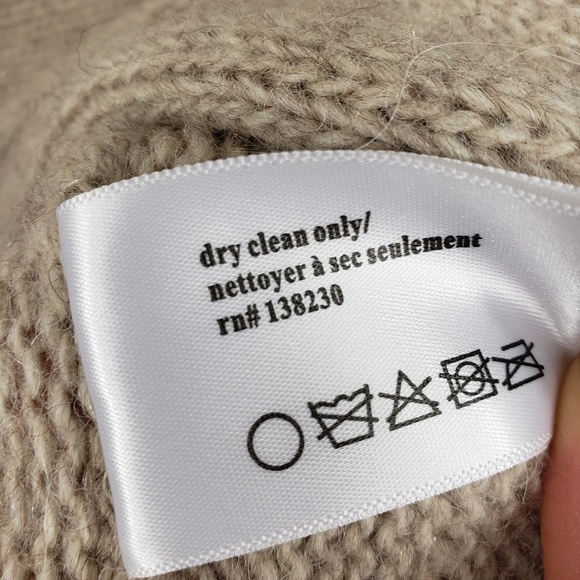 dry clean only/
nettoyer à sec seulement
rn# 138230